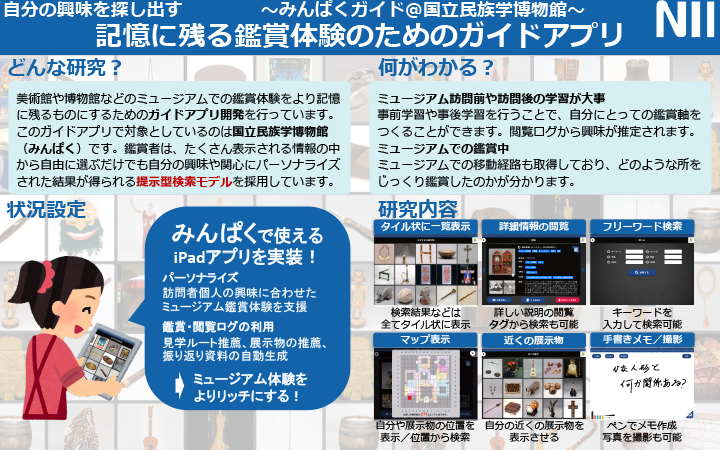 自分の興味を探し出す　～みんぱくガイド＠国立民族学博物館～
記憶に残る鑑賞体験のためのガイドアプリ
NII
どんな研究？
美術館や博物館などのミュージアムでの鑑賞体験をより記憶
に残るものにするためのガイドアプリ開発を行っています。
このガイドアプリで対象としているのは国立民族学博物館
（みんぱく）です。鑑賞者は、たくさん表示される情報の中
から自由に選ぶだけでも自分の興味や関心にパーソナライズ
された結果が得られる提示型検索モデルを採用しています。
何がわかる？
ミュージアム訪問前や訪問後の学習が大事
事前学習や事後学習を行うことで、自分にとっての鑑賞軸を
つくることができます。閲覧ログから興味が推定されます。
ミュージアムでの鑑賞中
ミュージアムでの移動経路も取得しており、どのような所を
じっくり鑑賞したのかが分かります。
状況設定
みんぱくで使える
iPadアプリを実装！
パーソナライズ
訪問者個人の興味に合わせた
ミュージアム鑑賞体験を支援
鑑賞・閲覧ログの利用
見学ルート推薦、展示物の推薦、
振り返り資料の自動生成
ミュージアム体験を
よりリッチにする！
研究内容
タイル状に一覧表示
検索結果などは
全てタイル状に表示
詳細情報の閲覧
詳しい説明の閲覧
タグから検索も可能
フリーワード検索
キーワードを
入力して検索可能
マップ表示
自分や展示物の位置を
表示／位置から検索
近くの展示物
自分の近くの展示物を
表示させる
手書きメモ／撮影
ひな人形と
何か関係ある？
ペンでメモ作成
写真を撮影も可能